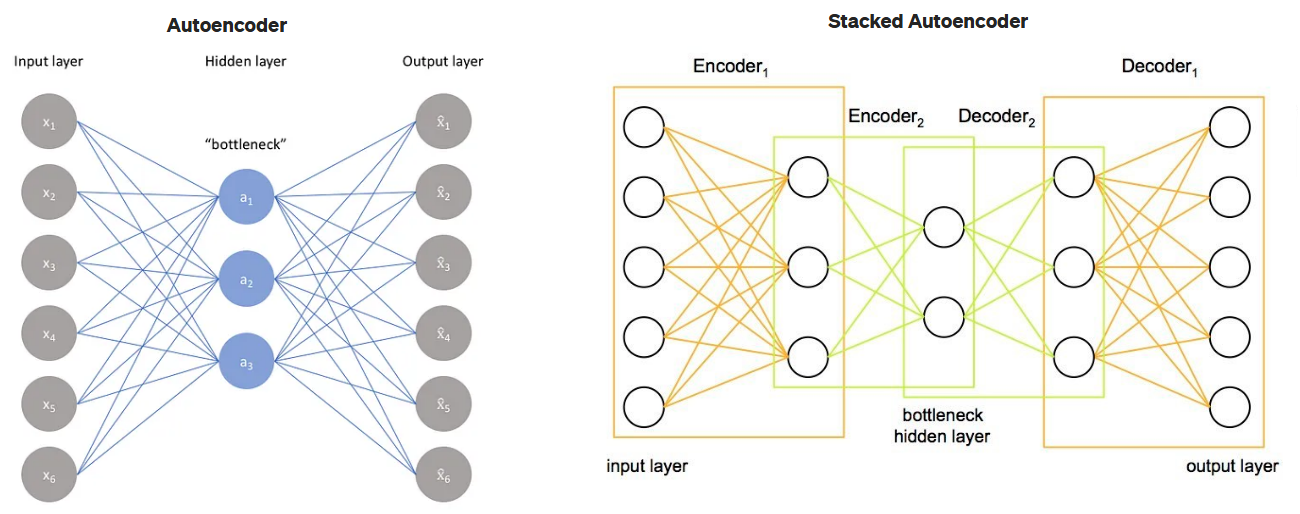 Autoencoder
Input layer
Hidden layer
Output layer
"bottleneck"
x₁
x₂
x₃
x₄
x₅
x₆
a₁
a₂
a₃
x̂₁
x̂₂
x̂₃
x̂₄
x̂₅
x̂₆
Stacked Autoencoder
Encoder₁
Decoder₁
Encoder₂
Decoder₂
bottleneck
hidden layer
input layer
output layer